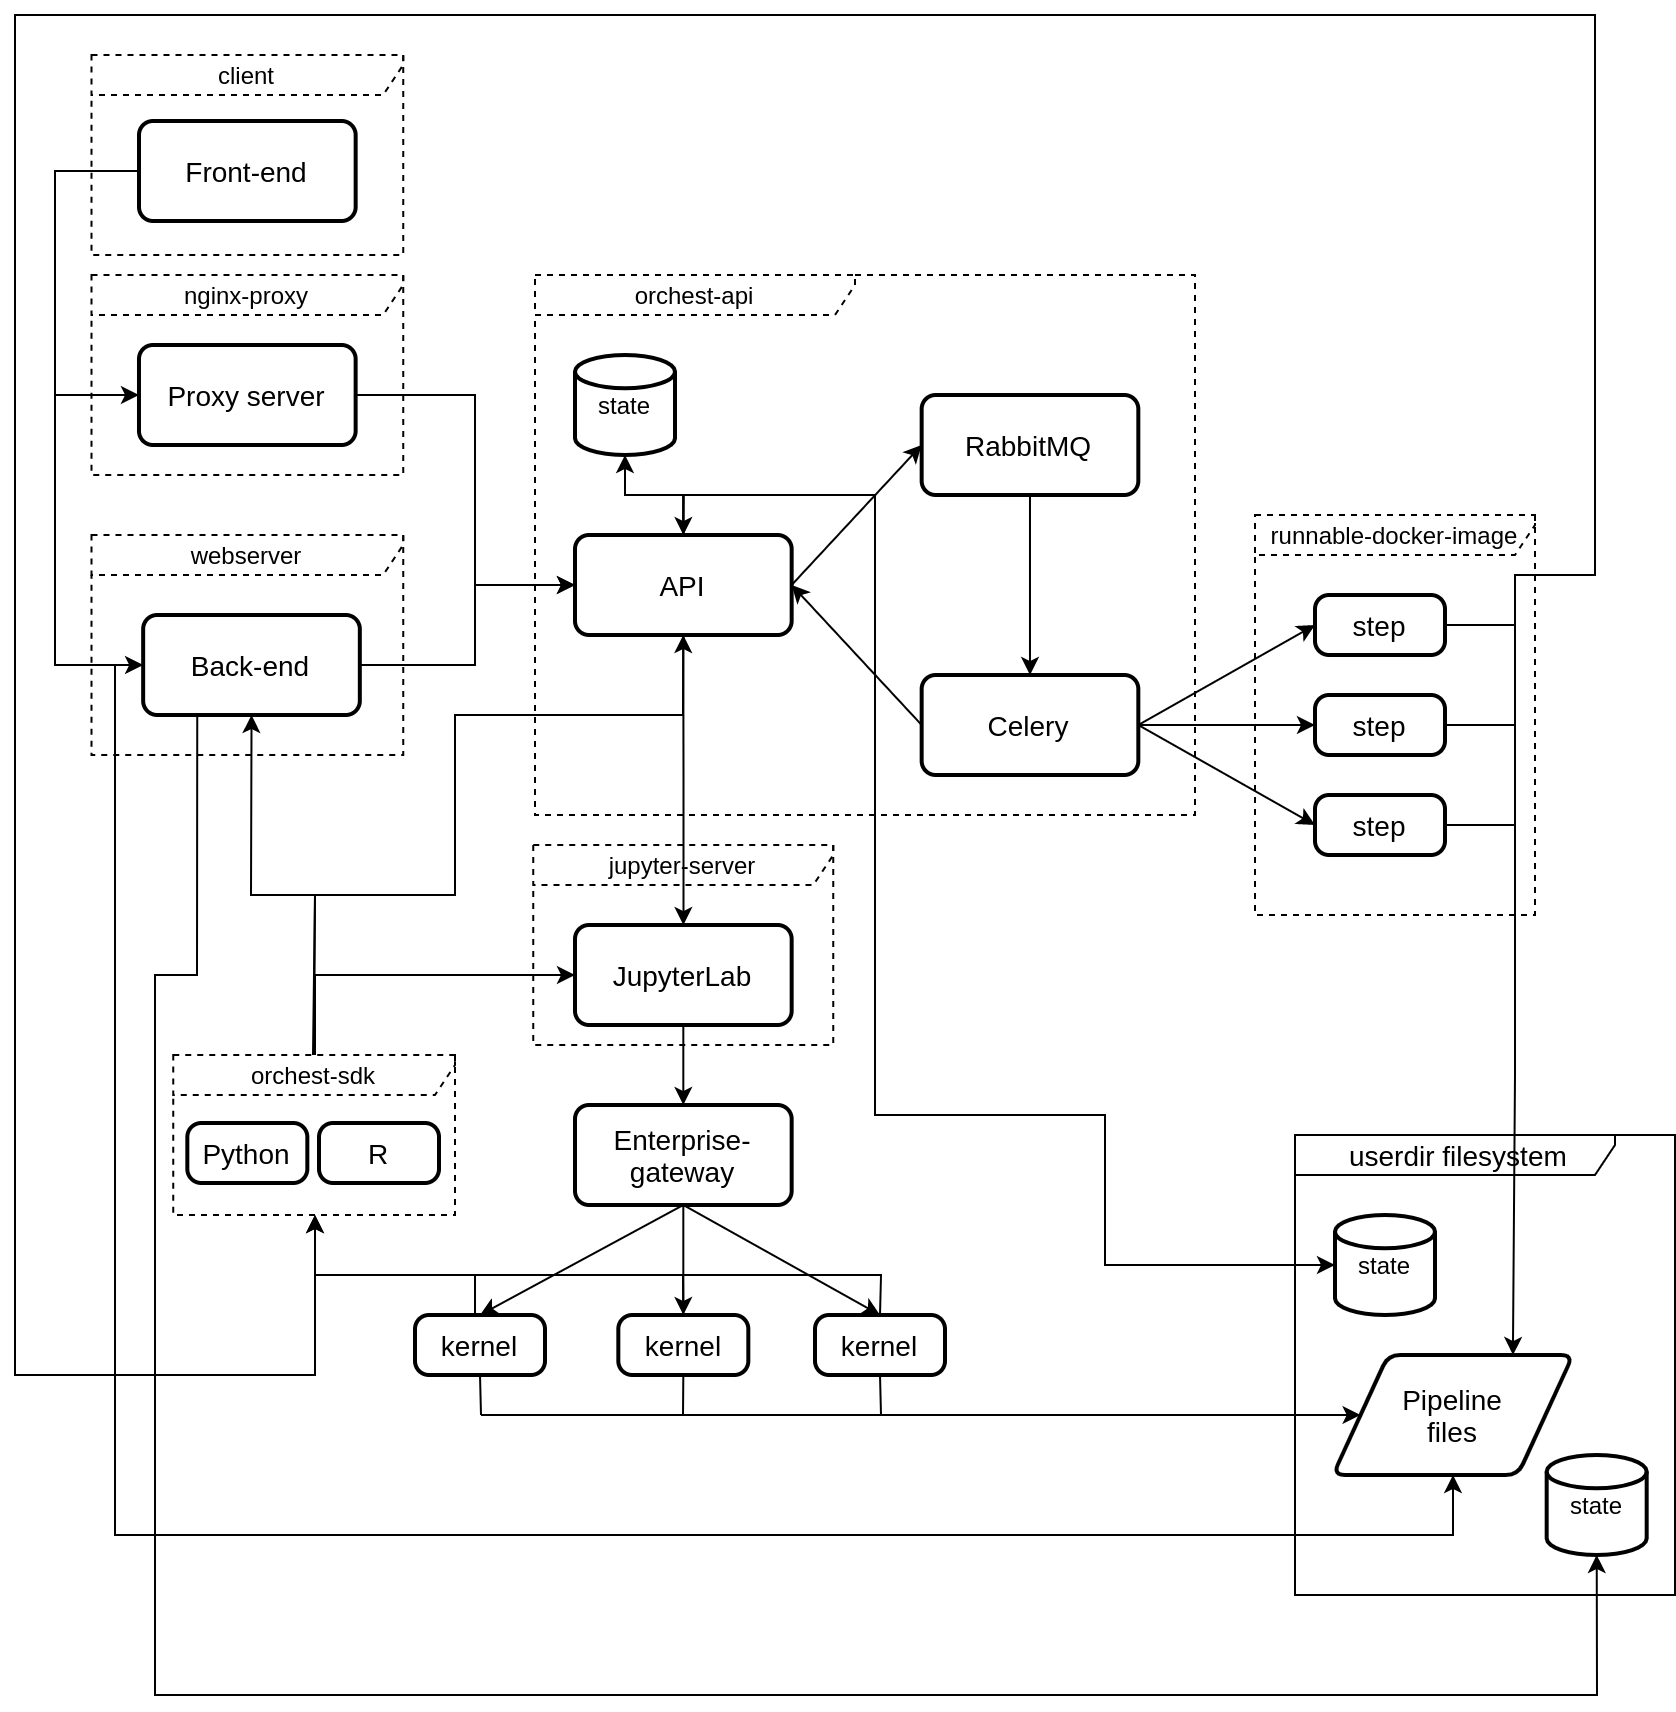 client
Front-end
nginx-proxy
Proxy server
webserver
Back-end
orchest-api
state
RabbitMQ
API
Celery
runnable-docker-image
step
step
step
jupyter-server
JupyterLab
orchest-sdk
Python
R
Enterprise-
gateway
kernel
kernel
kernel
userdir filesystem
state
Pipeline
files
state